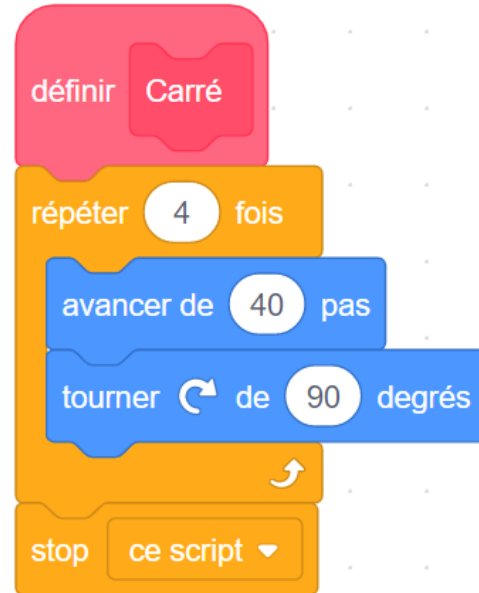 définir Carré
répéter 4 fois
avancer de 40 pas
tourner de 90 degrés
stop ce script